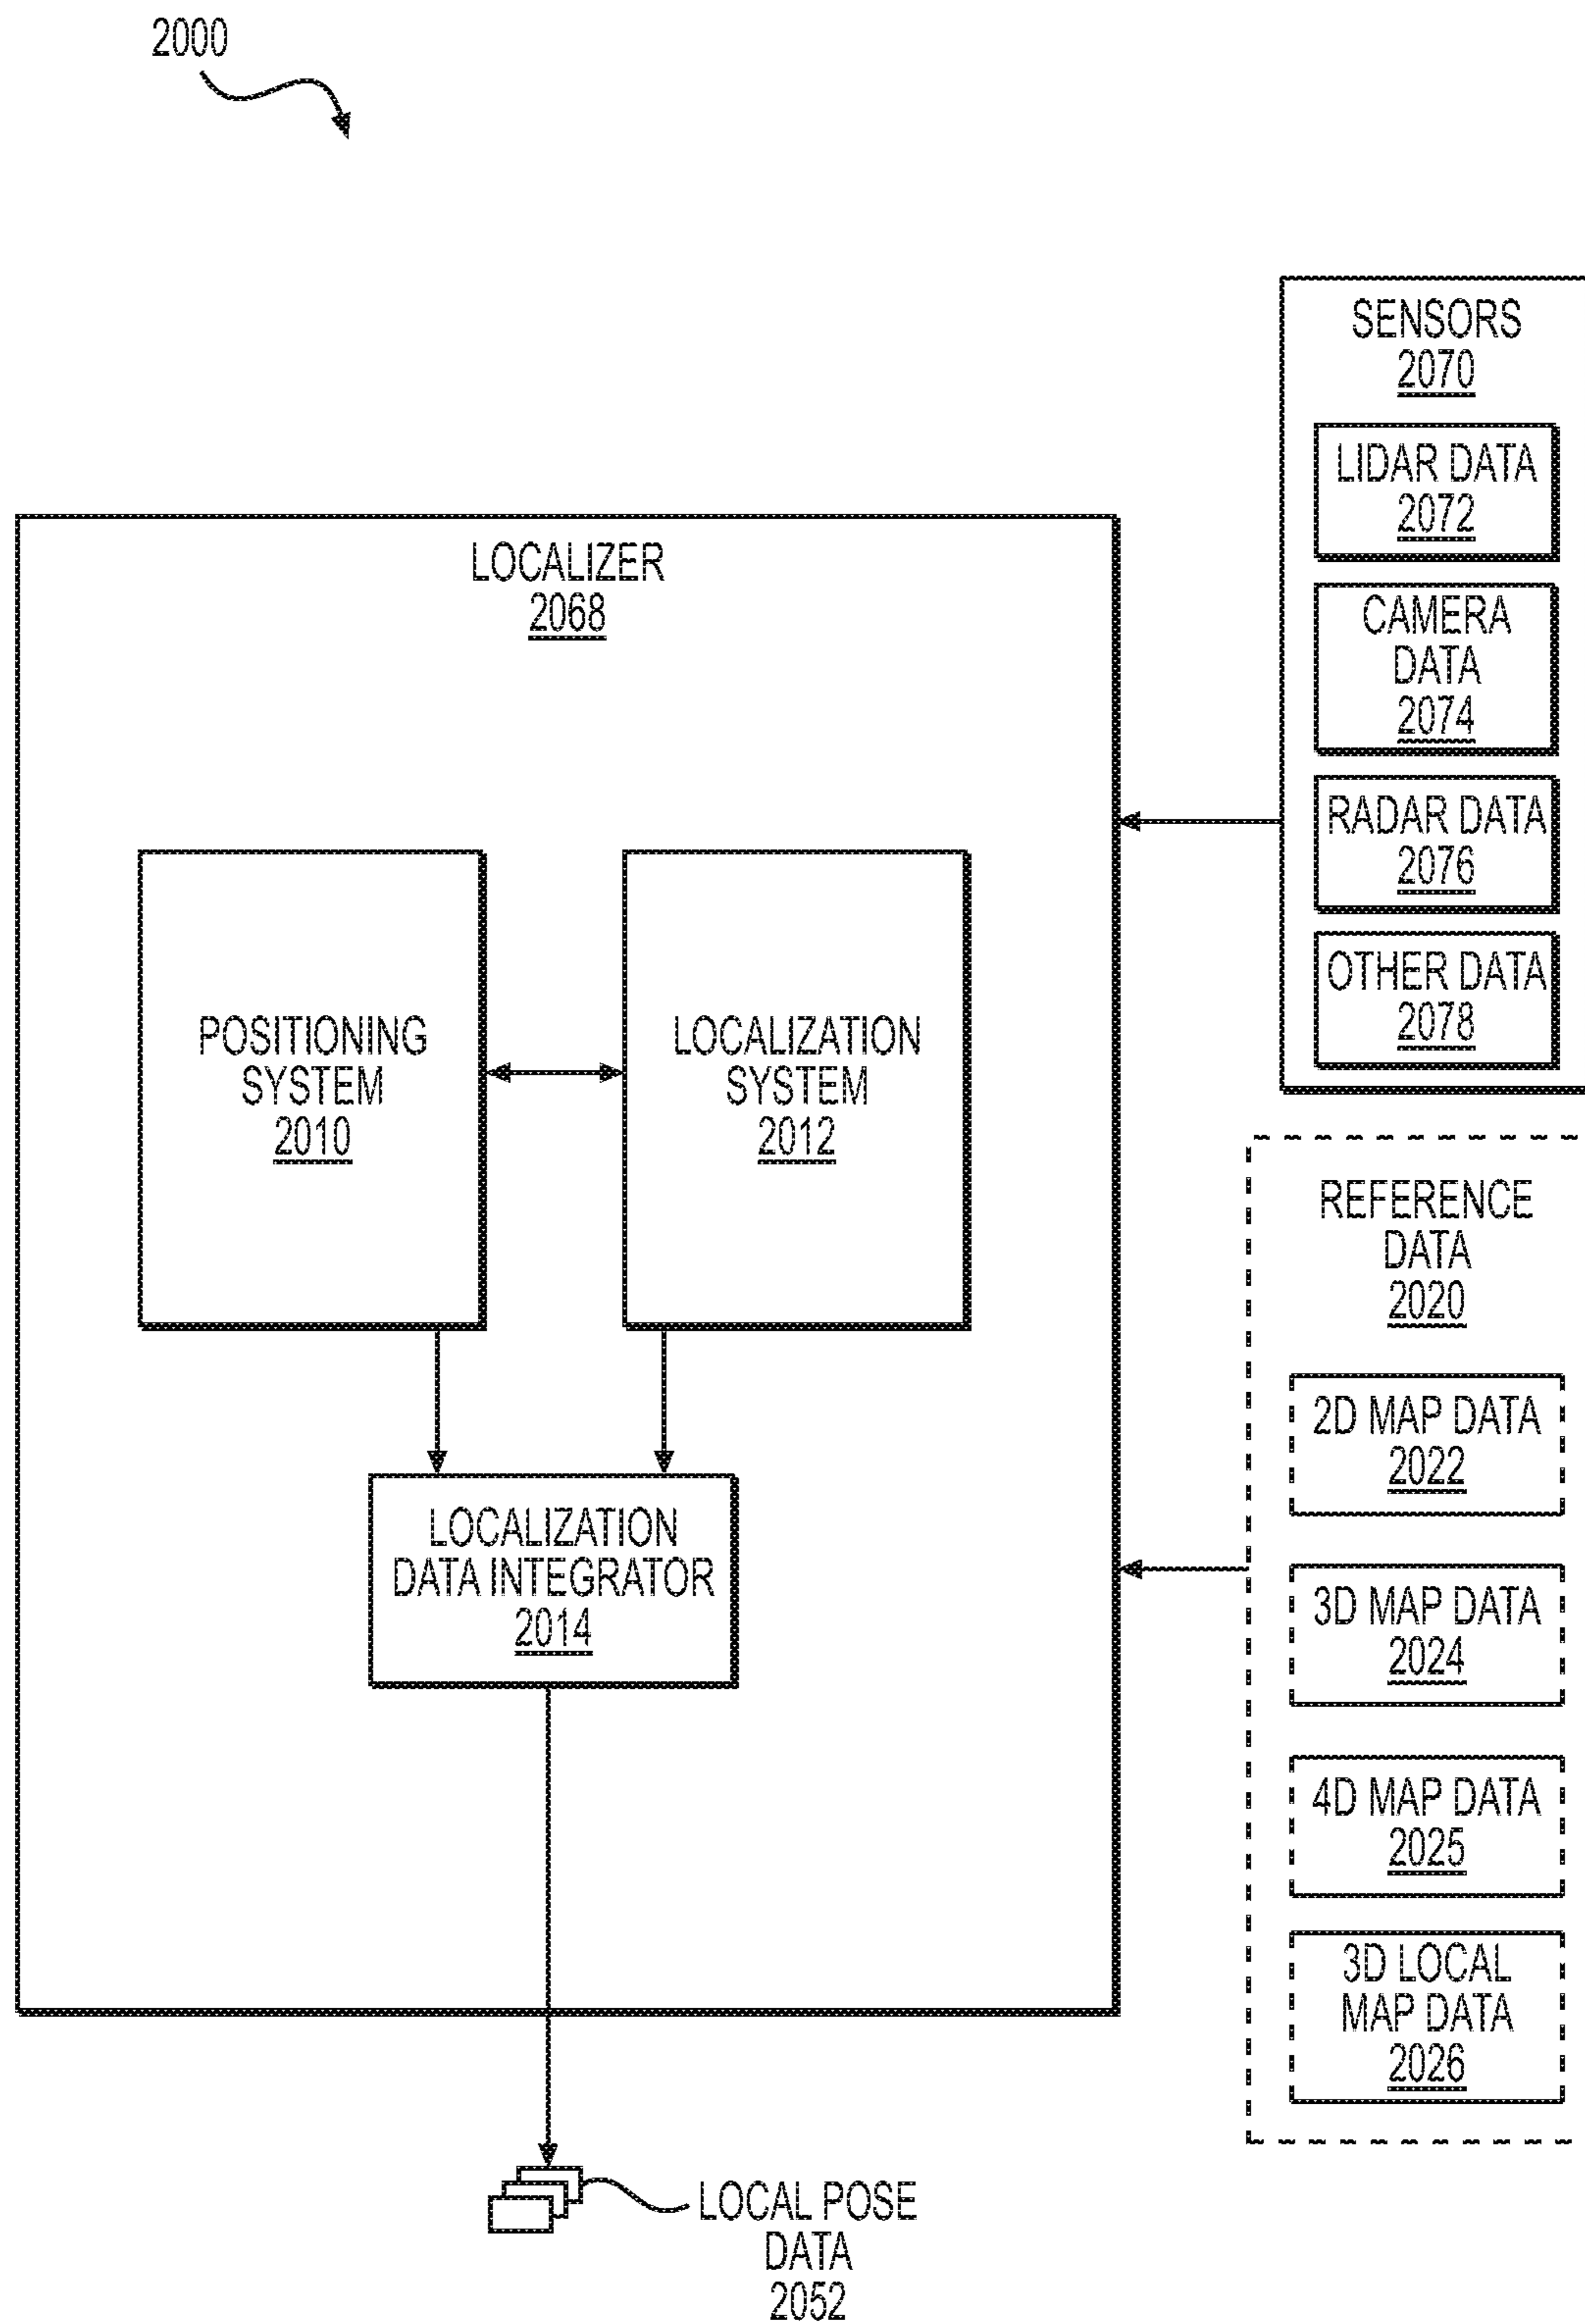 2000
SENSORS
2070
LIDAR DATA
2072
CAMERA
DATA
2074
RADAR DATA
2076
OTHER DATA
2078
LOCALIZER
2068
POSITIONING
SYSTEM
2010
LOCALIZATION
SYSTEM
2012
LOCALIZATION
DATA INTEGRATOR
2014
REFERENCE
DATA
2020
2D MAP DATA
2022
3D MAP DATA
2024
4D MAP DATA
2025
3D LOCAL
MAP DATA
2026
LOCAL POSE
DATA
2052